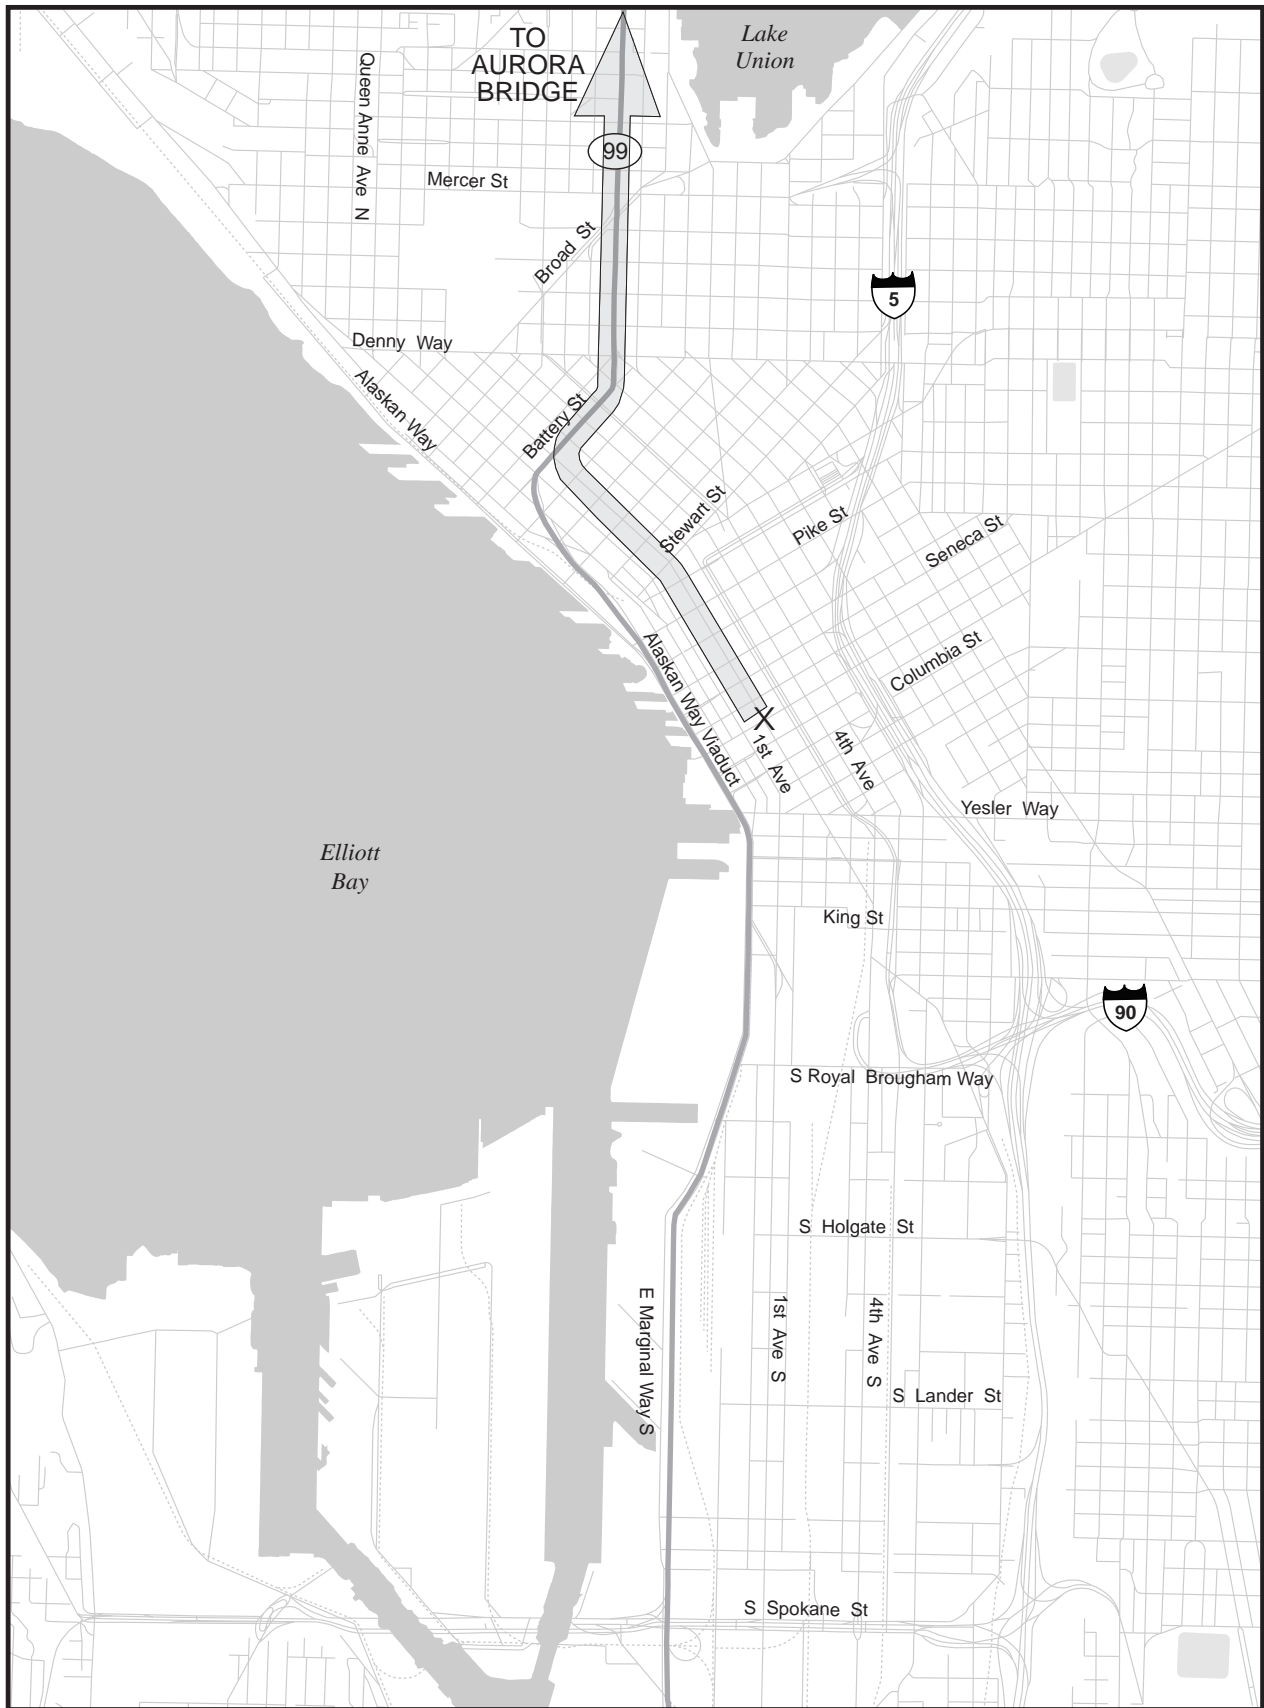 TO
AURORA
BRIDGE
Lake
Union
Queen Anne Ave N
99
Mercer St
Broad St
5
Denny Way
Alaskan Way
Battery St
Stewart St
Pike St
Seneca St
Alaskan Way Viaduct
Columbia St
X
1st Ave
4th Ave
Yesler Way
Elliott
Bay
King St
90
S Royal Brougham Way
S Holgate St
E Marginal Way S
1st Ave S
4th Ave S
S Lander St
S Spokane St